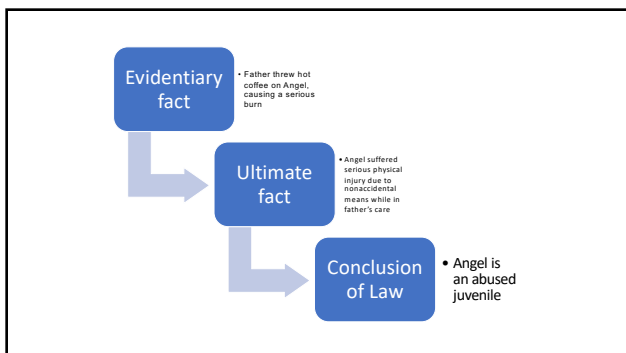 Evidentiary
fact
• Father threw hot
coffee on Angel,
causing a serious
burn
Ultimate
fact
• Angel suffered
serious physical
injury due to
nonaccidental
means while in
father's care
Conclusion
of Law
• Angel is
an abused
juvenile